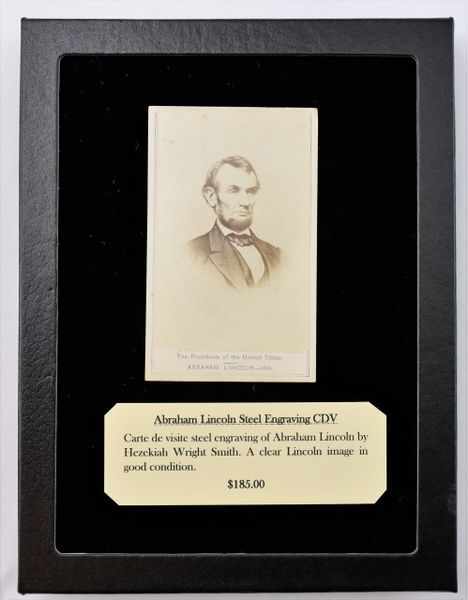 The Presidents of the United States.
ABRAHAM LINCOLN—16th.
Abraham Lincoln Steel Engraving CDV
Carte de visite steel engraving of Abraham Lincoln by
Hezekiah Wright Smith. A clear Lincoln image in
good condition.
$185.00